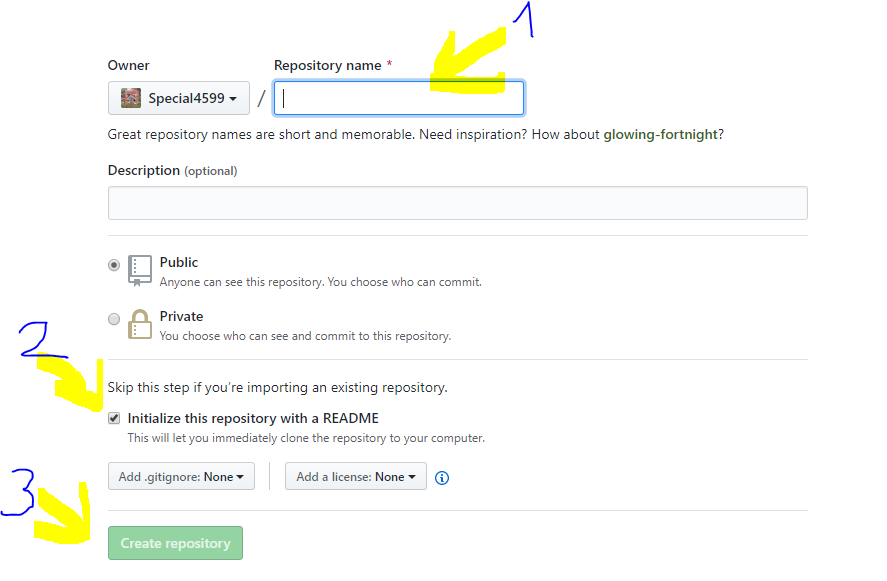 1
Owner Repository name *
Special4599 /
Great repository names are short and memorable. Need inspiration? How about glowing-fortnight?
Description (optional)
Public
Anyone can see this repository. You choose who can commit.
Private
You choose who can see and commit to this repository.
2
Skip this step if you're importing an existing repository.
Initialize this repository with a README
This will let you immediately clone the repository to your computer.
Add .gitignore: None Add a license: None i
3
Create repository